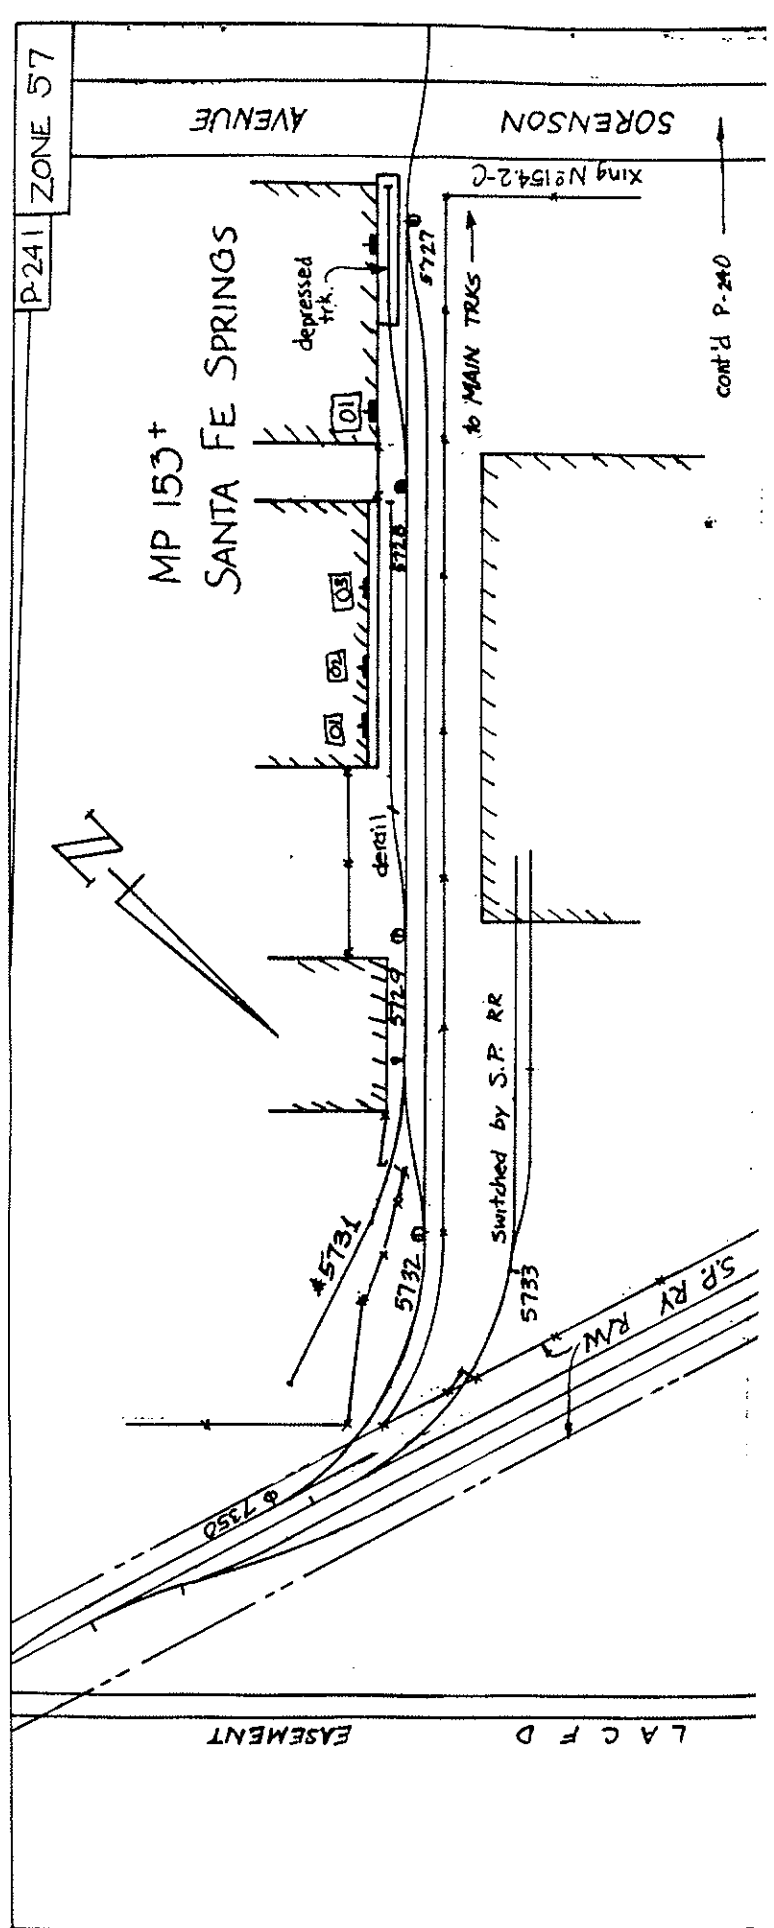 P-241
ZONE 57
MP 153+
SANTA FE SPRINGS
SORENSON AVENUE
Xing Nº 154.2-C
cont'd P-240
to MAIN TRKS
depressed
trk.
01
5727
5728
03
02
01
derail
5729
N
*5731
5732
switched by S.P. RR
5733
S.P. RY R/W
7350
LACFD EASEMENT